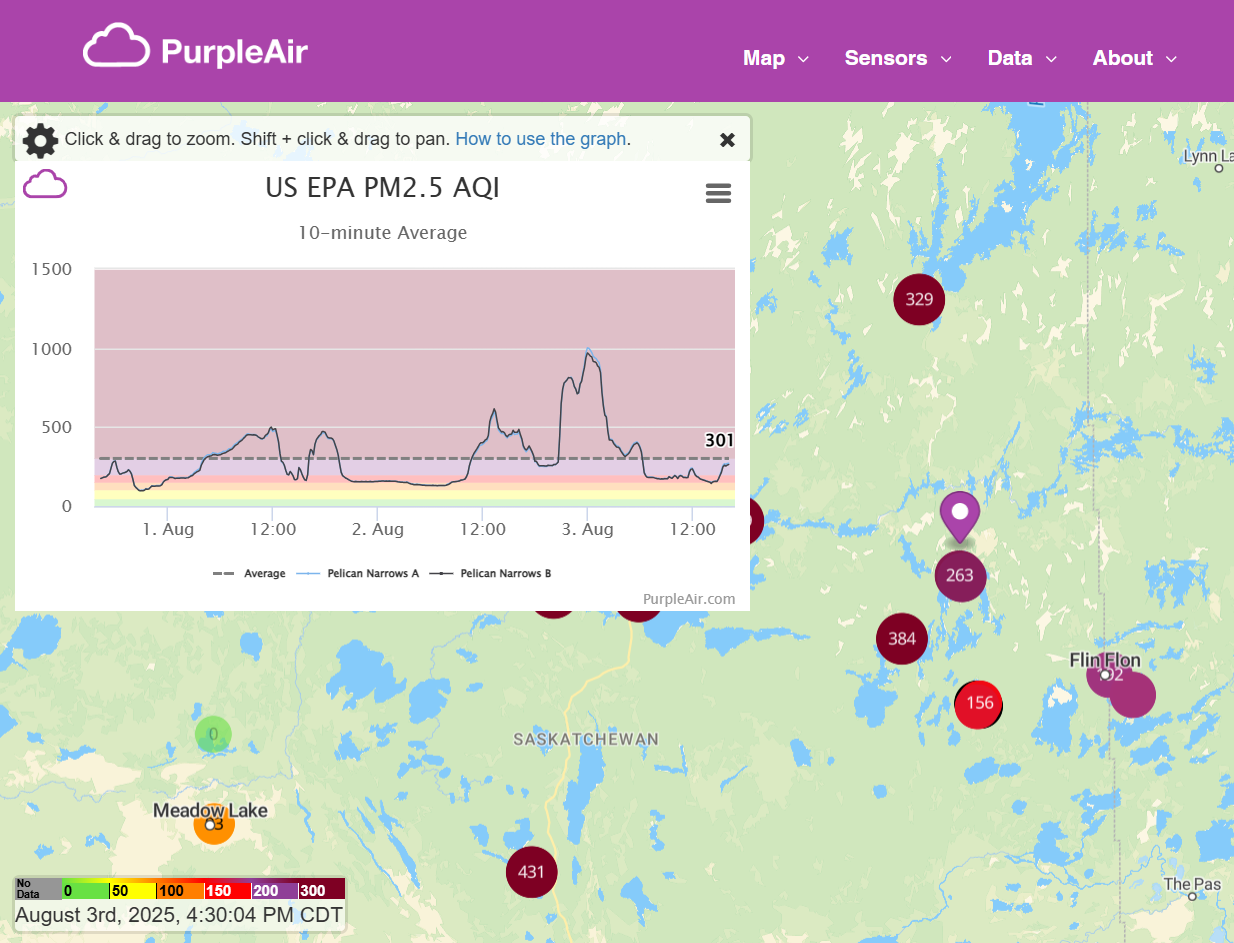 PurpleAir
Map
Sensors
Data
About
Click & drag to zoom. Shift + click & drag to pan. How to use the graph.
US EPA PM2.5 AQI
10-minute Average
1500
1000
500
0
301
1. Aug
12:00
2. Aug
12:00
3. Aug
12:00
Average
Pelican Narrows A
Pelican Narrows B
PurpleAir.com
329
263
384
156
Flin Flon
SASKATCHEWAN
0
Meadow Lake
431
The Pas
No
Data
0
50
100
150
200
300
August 3rd, 2025, 4:30:04 PM CDT